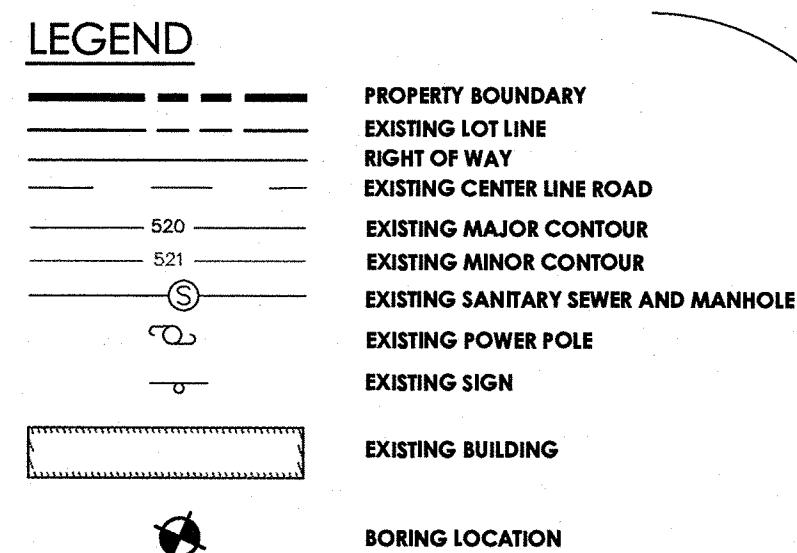 LEGEND
PROPERTY BOUNDARY
EXISTING LOT LINE
RIGHT OF WAY
EXISTING CENTER LINE ROAD
520 EXISTING MAJOR CONTOUR
521 EXISTING MINOR CONTOUR
S EXISTING SANITARY SEWER AND MANHOLE
EXISTING POWER POLE
EXISTING SIGN
EXISTING BUILDING
BORING LOCATION